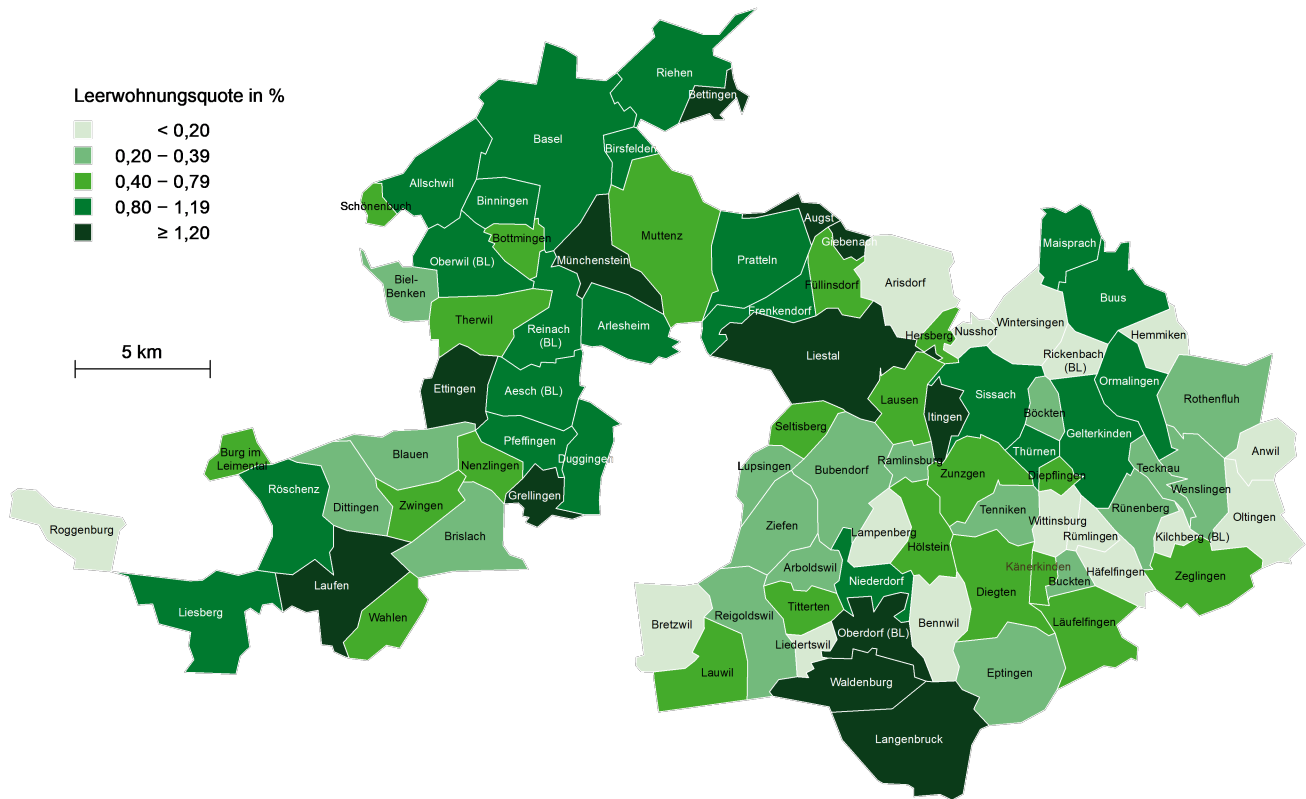 Leerwohnungsquote in %
< 0,20
0,20 – 0,39
0,40 – 0,79
0,80 – 1,19
≥ 1,20
5 km
Riehen
Bettingen
Basel
Birsfelden
Allschwil
Binningen
Schönenbuch
Bottmingen
Muttenz
Augst
Giebenach
Maisprach
Oberwil (BL)
Münchenstein
Pratteln
Biel-
Benken
Füllinsdorf
Arisdorf
Buus
Therwil
Reinach
(BL)
Arlesheim
Frenkendorf
Hersberg
Nusshof
Wintersingen
Hemmiken
Liestal
Rickenbach
(BL)
Ettingen
Aesch (BL)
Sissach
Ormalingen
Lausen
Itingen
Böckten
Rothenfluh
Seltisberg
Gelterkinden
Pfeffingen
Burg im
Leimental
Blauen
Nenzlingen
Duggingen
Lupsingen
Bubendorf
Ramlinsburg
Zunzgen
Thürnen
Diepflingen
Tecknau
Anwil
Röschenz
Grellingen
Wenslingen
Dittingen
Zwingen
Tenniken
Rünenberg
Roggenburg
Ziefen
Lampenberg
Wittinsburg
Rümlingen
Kilchberg (BL)
Oltingen
Brislach
Hölstein
Arboldswil
Känerkinden
Häfelfingen
Laufen
Niederdorf
Buckten
Zeglingen
Liesberg
Wahlen
Bretzwil
Reigoldswil
Titterten
Diegten
Läufelfingen
Oberdorf (BL)
Bennwil
Liedertswil
Lauwil
Waldenburg
Eptingen
Langenbruck